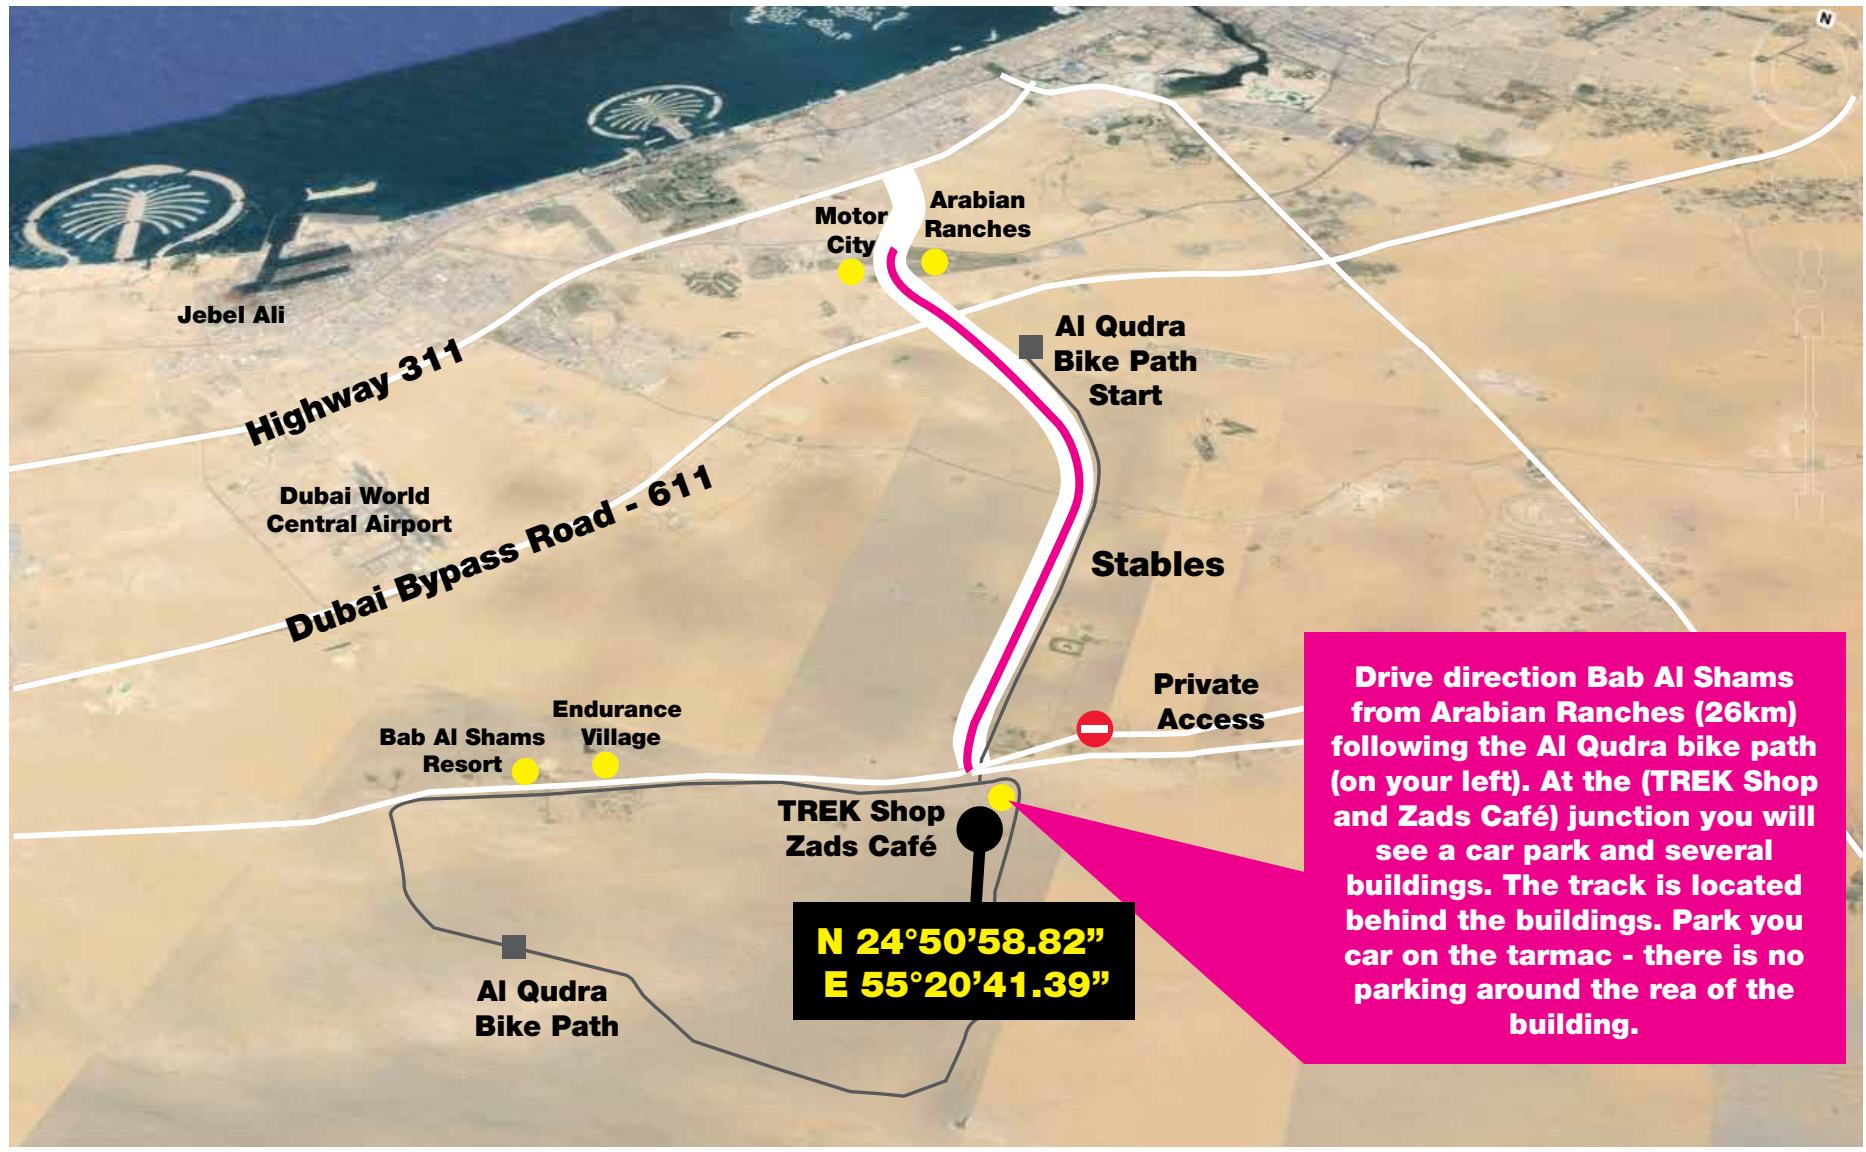 N
Arabian
Ranches
Motor
City
Jebel Ali
Al Qudra
Bike Path
Start
Highway 311
Dubai World
Central Airport
Dubai Bypass Road - 611
Stables
Private
Access
Endurance
Village
Bab Al Shams
Resort
TREK Shop
Zads Café
N 24°50’58.82”
E 55°20’41.39”
Al Qudra
Bike Path
Drive direction Bab Al Shams
from Arabian Ranches (26km)
following the Al Qudra bike path
(on your left). At the (TREK Shop
and Zads Café) junction you will
see a car park and several
buildings. The track is located
behind the buildings. Park you
car on the tarmac - there is no
parking around the rea of the
building.